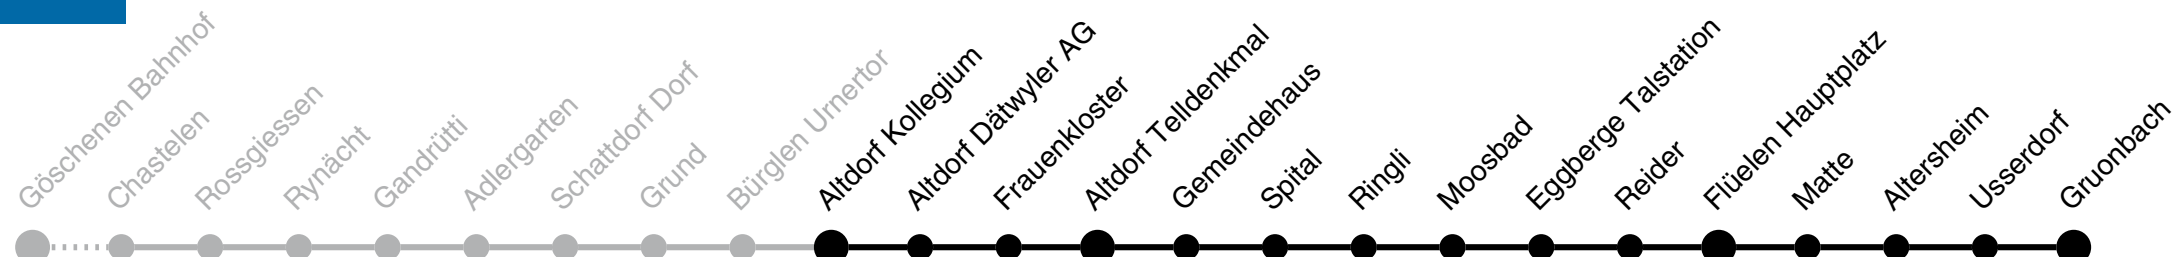 Göschenen Bahnhof
Chastelen
Rossgiessen
Rynächt
Gandrütti
Adlergarten
Schattdorf Dorf
Grund
Bürglen Urnertor
Altdorf Kollegium
Altdorf Dätwyler AG
Frauenkloster
Altdorf Telldenkmal
Gemeindehaus
Spital
Ringli
Moosbad
Eggberge Talstation
Reider
Flüelen Hauptplatz
Matte
Altersheim
Usserdorf
Gruonbach